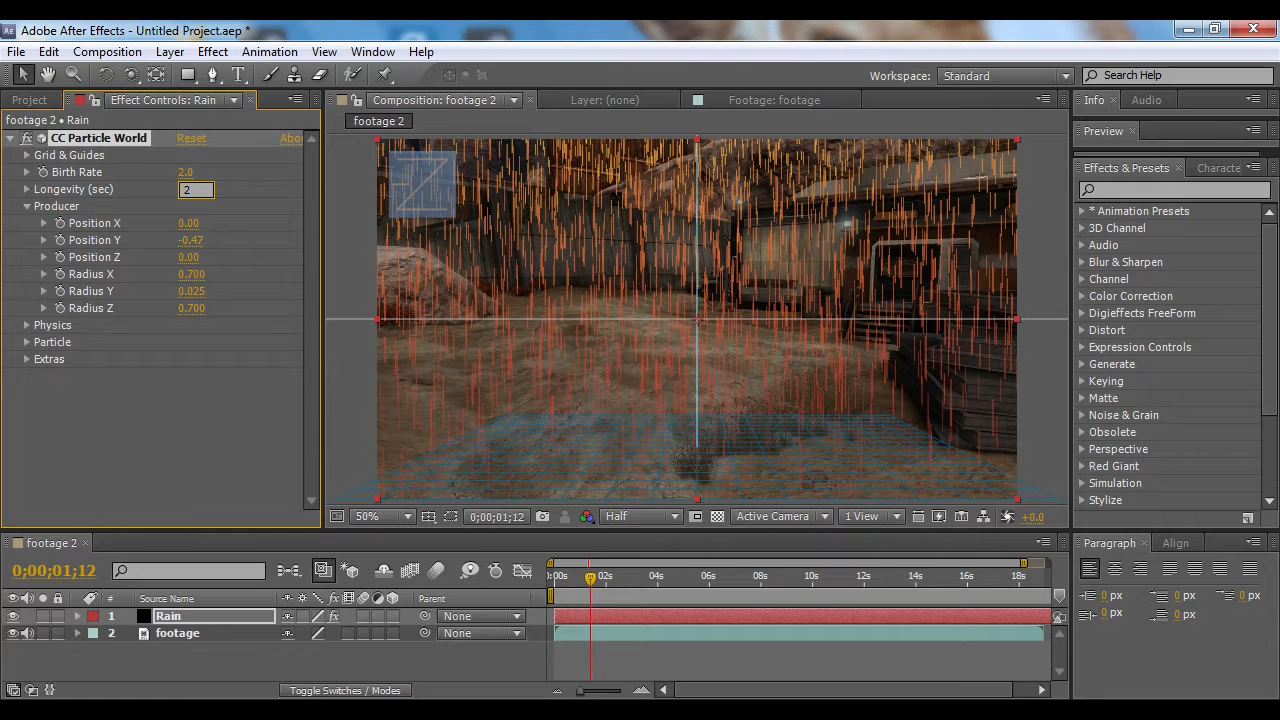 Adobe After Effects - Untitled Project.aep *
File Edit Composition Layer Effect Animation View Window Help
Workspace: Standard Search Help
Project Effect Controls: Rain Composition: footage 2 Layer: (none) Footage: footage Info Audio
footage 2 • Rain footage 2
Preview
fx CC Particle World Reset Abou
Grid & Guides
Birth Rate 2.0
Longevity (sec) 2
Producer
Position X 0.00
Position Y -0.47
Position Z 0.00
Radius X 0.700
Radius Y 0.025
Radius Z 0.700
Physics
Particle
Extras
Z
Effects & Presets Characte
* Animation Presets
3D Channel
Audio
Blur & Sharpen
Channel
Color Correction
Digieffects FreeForm
Distort
Expression Controls
Generate
Keying
Matte
Noise & Grain
Obsolete
Perspective
Red Giant
Simulation
Stylize
50% 0;00;01;12 Half Active Camera 1 View +0.0
footage 2 Paragraph Align
0;00;01;12
:00s 02s 04s 06s 08s 10s 12s 14s 16s 18s
# Source Name fx Parent
1 Rain fx None
2 footage None
0 px 0 px 0 px
0 px 0 px
Toggle Switches / Modes